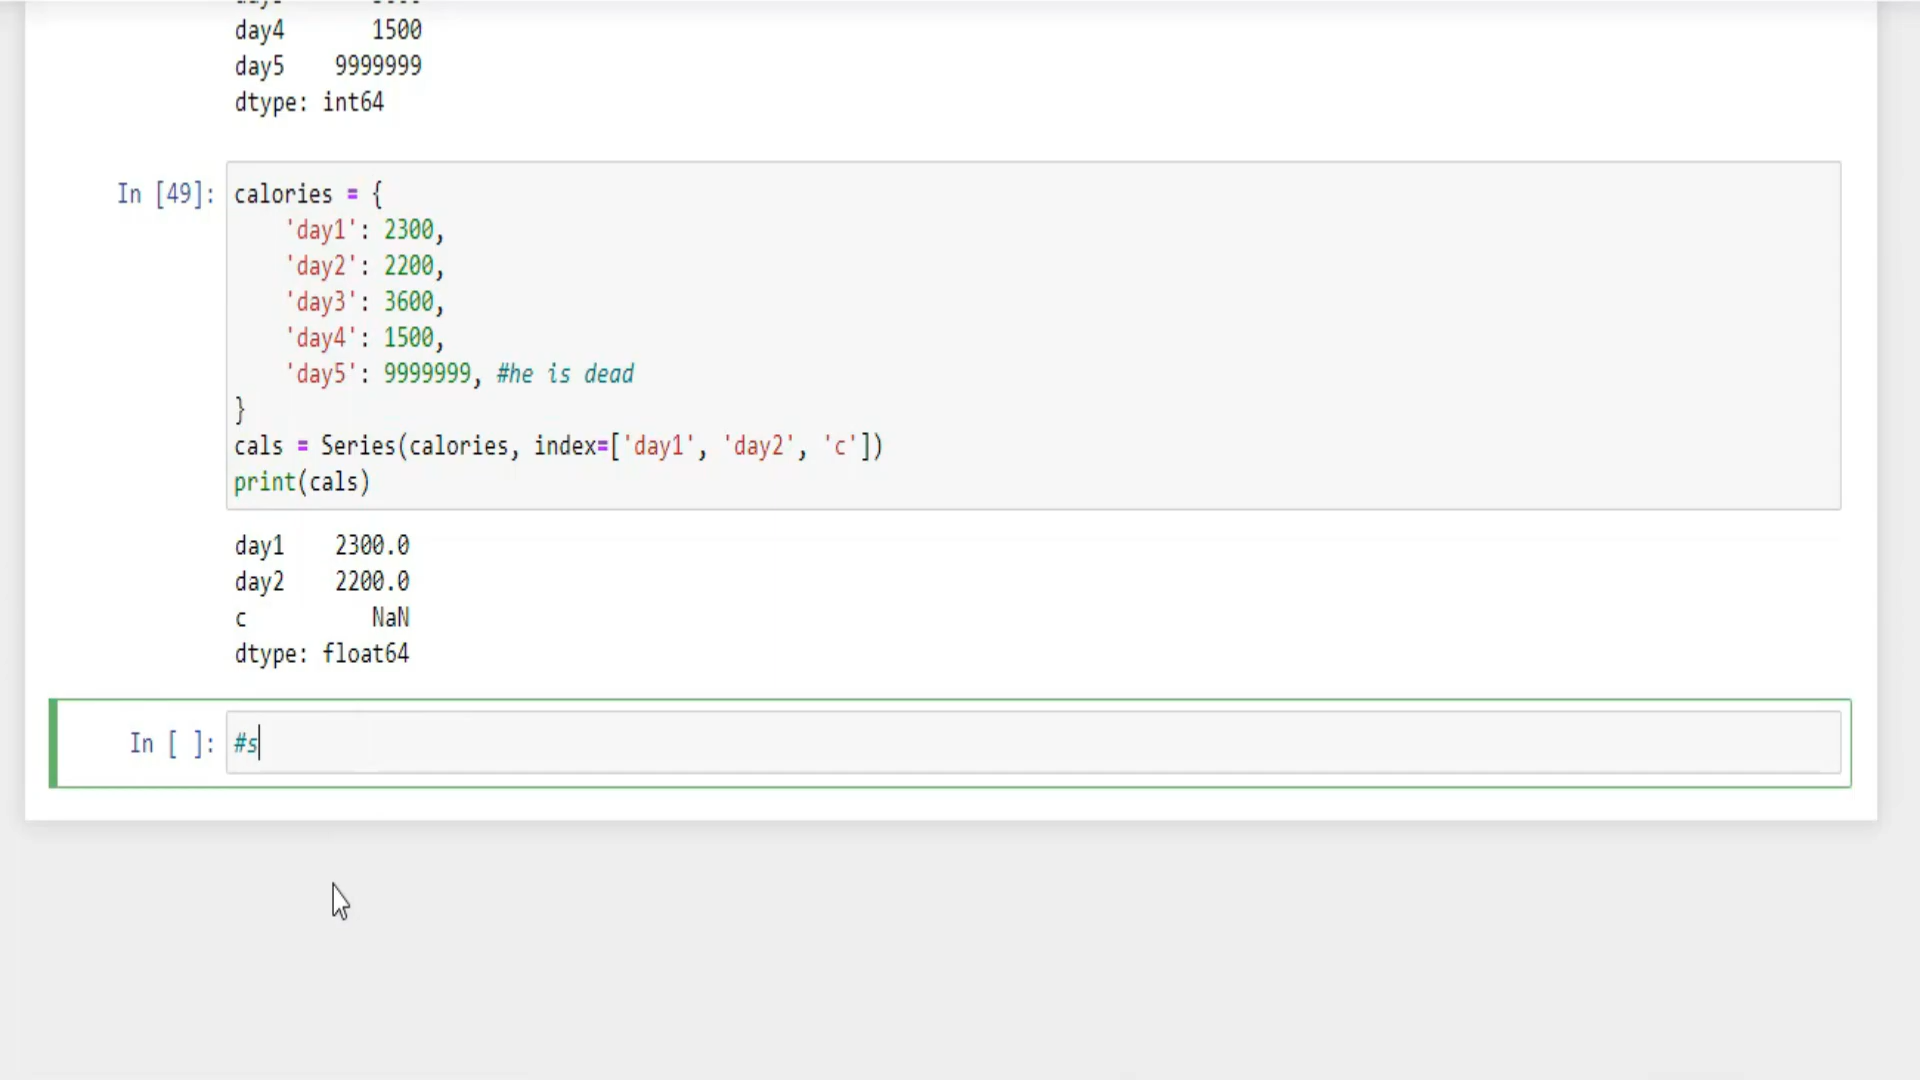 day4 1500
day5 9999999
dtype: int64
In [49]: calories = {
'day1': 2300,
'day2': 2200,
'day3': 3600,
'day4': 1500,
'day5': 9999999, #he is dead
}
cals = Series(calories, index=['day1', 'day2', 'c'])
print(cals)
day1 2300.0
day2 2200.0
c NaN
dtype: float64
In [ ]: #s